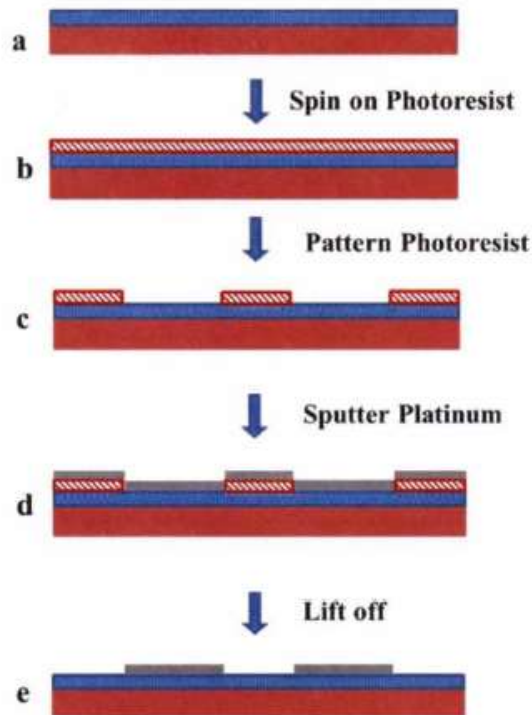 a
Spin on Photoresist
b
Pattern Photoresist
c
Sputter Platinum
d
Lift off
e